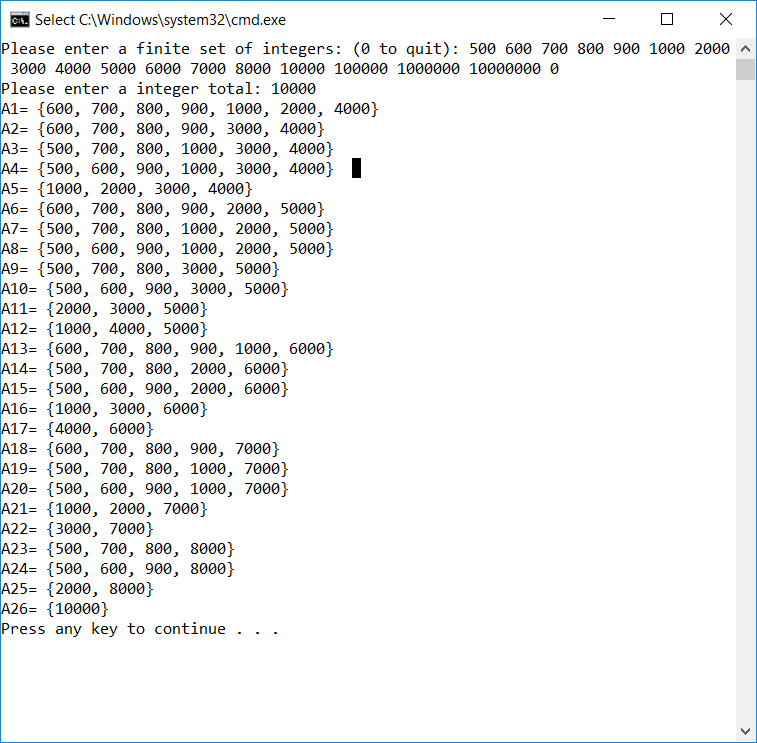 Select C:\Windows\system32\cmd.exe
Please enter a finite set of integers: (0 to quit): 500 600 700 800 900 1000 2000
3000 4000 5000 6000 7000 8000 10000 100000 1000000 10000000 0
Please enter a integer total: 10000
A1= {600, 700, 800, 900, 1000, 2000, 4000}
A2= {600, 700, 800, 900, 3000, 4000}
A3= {500, 700, 800, 1000, 3000, 4000}
A4= {500, 600, 900, 1000, 3000, 4000}
A5= {1000, 2000, 3000, 4000}
A6= {600, 700, 800, 900, 2000, 5000}
A7= {500, 700, 800, 1000, 2000, 5000}
A8= {500, 600, 900, 1000, 2000, 5000}
A9= {500, 700, 800, 3000, 5000}
A10= {500, 600, 900, 3000, 5000}
A11= {2000, 3000, 5000}
A12= {1000, 4000, 5000}
A13= {600, 700, 800, 900, 1000, 6000}
A14= {500, 700, 800, 2000, 6000}
A15= {500, 600, 900, 2000, 6000}
A16= {1000, 3000, 6000}
A17= {4000, 6000}
A18= {600, 700, 800, 900, 7000}
A19= {500, 700, 800, 1000, 7000}
A20= {500, 600, 900, 1000, 7000}
A21= {1000, 2000, 7000}
A22= {3000, 7000}
A23= {500, 700, 800, 8000}
A24= {500, 600, 900, 8000}
A25= {2000, 8000}
A26= {10000}
Press any key to continue . . .